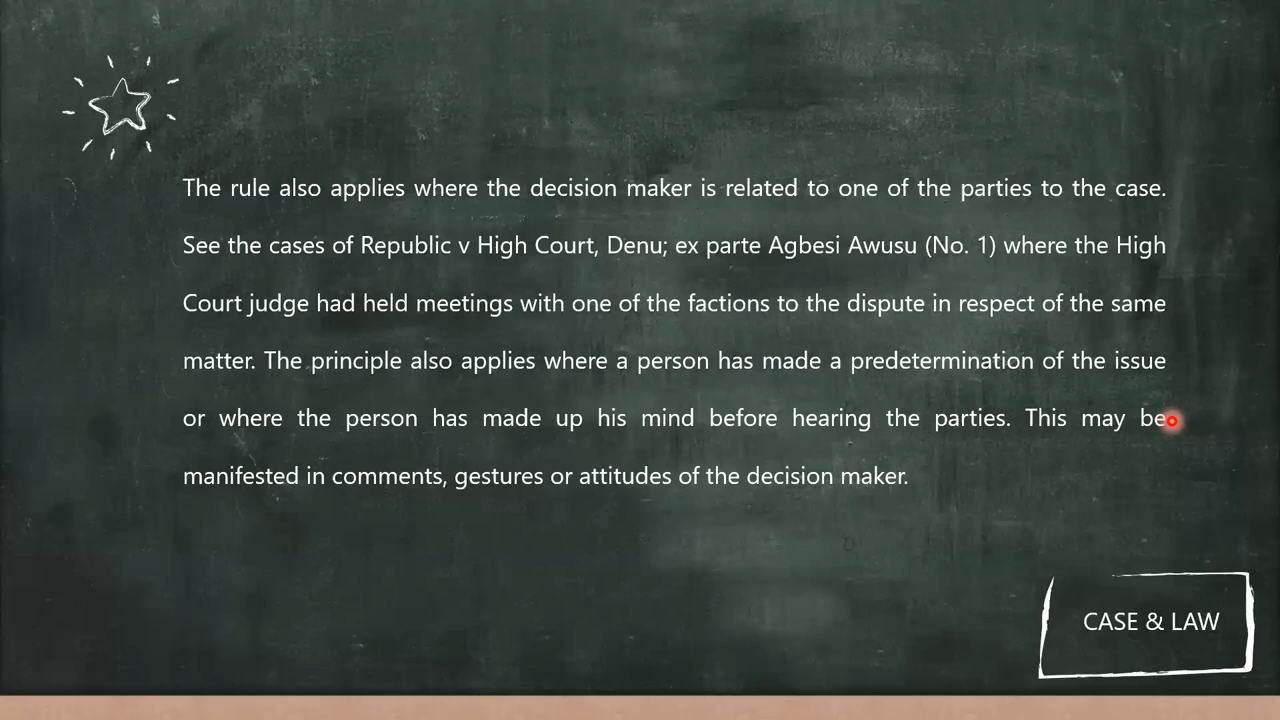 The rule also applies where the decision maker is related to one of the parties to the case.
See the cases of Republic v High Court, Denu; ex parte Agbesi Awusu (No. 1) where the High
Court judge had held meetings with one of the factions to the dispute in respect of the same
matter. The principle also applies where a person has made a predetermination of the issue
or where the person has made up his mind before hearing the parties. This may be
manifested in comments, gestures or attitudes of the decision maker.
CASE & LAW